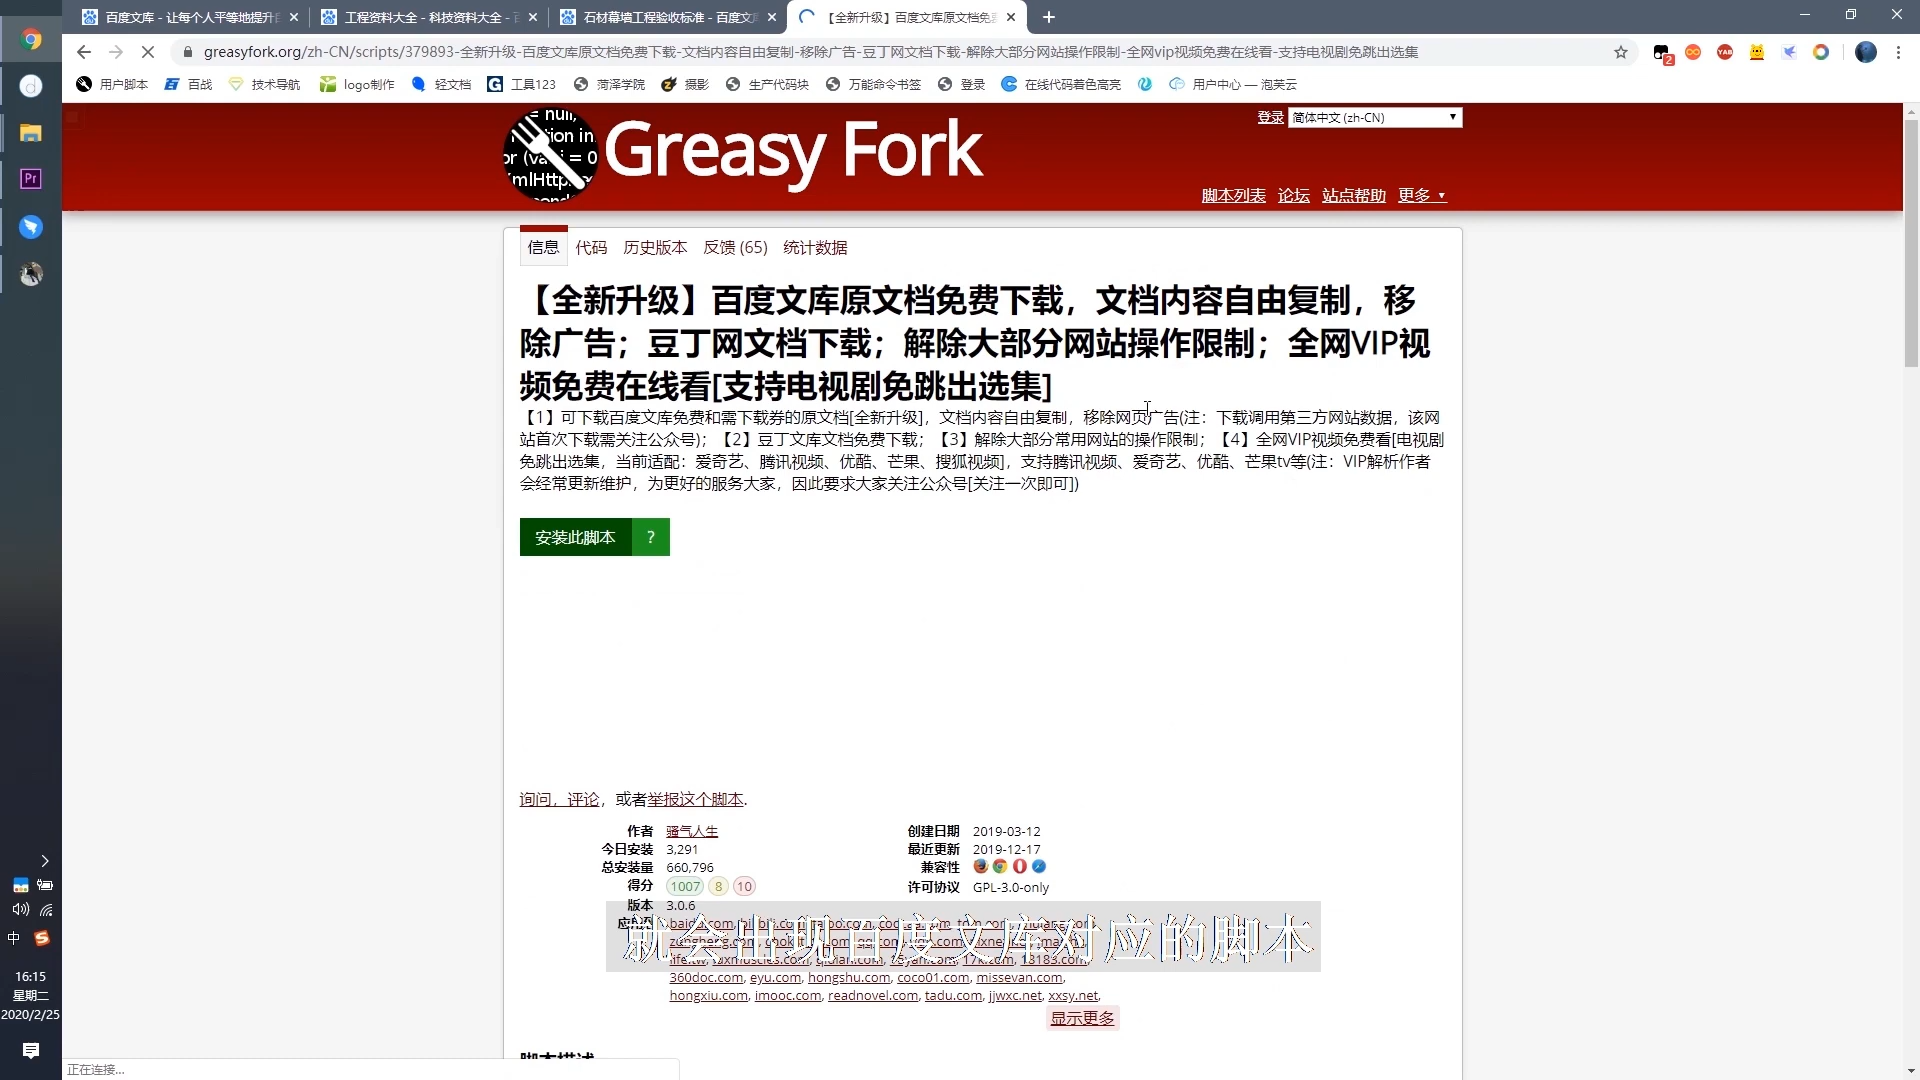 百度文库 - 让每个人平等地提升
工程资料大全 - 科技资料大全 -
石材幕墙工程验收标准 - 百度文
【全新升级】百度文库原文档免
greasyfork.org/zh-CN/scripts/379893-全新升级-百度文库原文档免费下载-文档内容自由复制-移除广告-豆丁网文档下载-解除大部分网站操作限制-全网vip视频免费在线看-支持电视剧免跳出选集
2
用户脚本 百战 技术导航 logo制作 轻文档 工具123 菏泽学院 摄影 生产代码块 万能命令书签 登录 在线代码着色高亮 用户中心 — 泡芙云
登录 简体中文 (zh-CN)
Greasy Fork
脚本列表 论坛 站点帮助 更多
信息 代码 历史版本 反馈 (65) 统计数据
【全新升级】百度文库原文档免费下载，文档内容自由复制，移
除广告；豆丁网文档下载；解除大部分网站操作限制；全网VIP视
频免费在线看[支持电视剧免跳出选集]
【1】可下载百度文库免费和需下载券的原文档[全新升级]，文档内容自由复制，移除网页广告(注：下载调用第三方网站数据，该网
站首次下载需关注公众号)；【2】豆丁文库文档免费下载；【3】解除大部分常用网站的操作限制；【4】全网VIP视频免费看[电视剧
免跳出选集，当前适配：爱奇艺、腾讯视频、优酷、芒果、搜狐视频]，支持腾讯视频、爱奇艺、优酷、芒果tv等(注：VIP解析作者
会经常更新维护，为更好的服务大家，因此要求大家关注公众号[关注一次即可])
安装此脚本 ?
询问，评论，或者举报这个脚本.
作者 骚气人生 创建日期 2019-03-12
今日安装 3,291 最近更新 2019-12-17
总安装量 660,796 兼容性
得分 1007 8 10 许可协议 GPL-3.0-only
版本 3.0.6
就会出现百度文库对应的脚本
360doc.com, eyu.com, hongshu.com, coco01.com, missevan.com,
hongxiu.com, imooc.com, readnovel.com, tadu.com, jjwxc.net, xxsy.net,
显示更多
脚本描述
正在连接...
Pr
中
16:15
星期二
2020/2/25